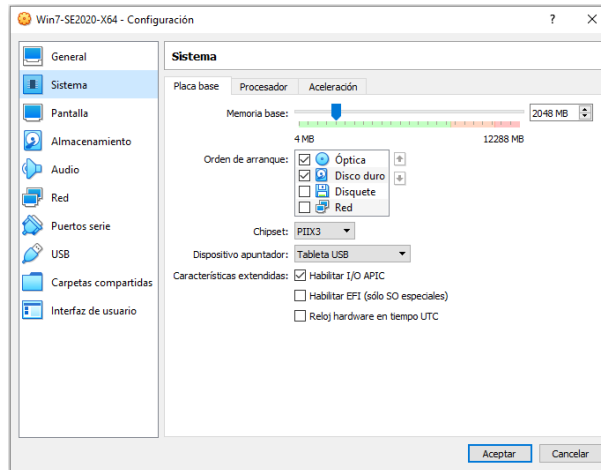 Win7-SE2020-X64 - Configuración
General
Sistema
Pantalla
Almacenamiento
Audio
Red
Puertos serie
USB
Carpetas compartidas
Interfaz de usuario
Sistema
Placa base Procesador Aceleración
Memoria base: 2048 MB
4 MB 12288 MB
Orden de arranque: Óptica
Disco duro
Disquete
Red
Chipset: PIIX3
Dispositivo apuntador: Tableta USB
Características extendidas: Habilitar I/O APIC
Habilitar EFI (sólo SO especiales)
Reloj hardware en tiempo UTC
Aceptar Cancelar